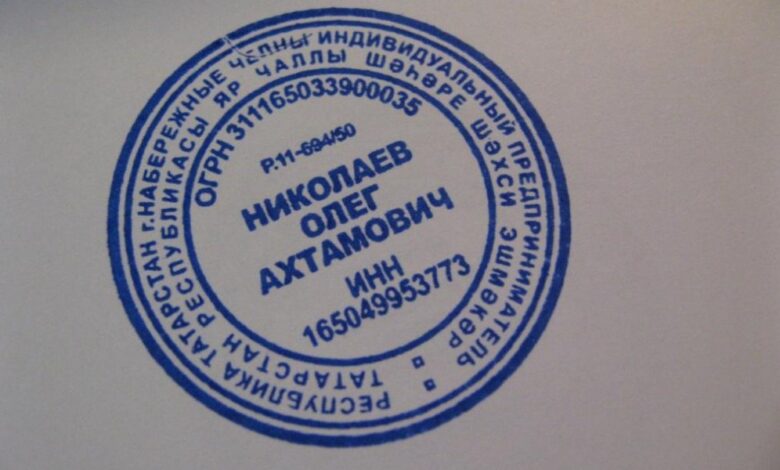 РЕСПУБЛИКА ТАТАРСТАН г.НАБЕРЕЖНЫЕ ЧЕЛНЫ ИНДИВИДУАЛЬНЫЙ ПРЕДПРИНИМАТЕЛЬ
ТАТАРСТАН РЕСПУБЛИКАСЫ ЯР ЧАЛЛЫ ШӘҺӘРЕ ШӘХСИ ЭШМӘКӘР
ОГРН 311165033900035
Р.11-694/50
НИКОЛАЕВ
ОЛЕГ
АХТАМОВИЧ
ИНН
165049953773